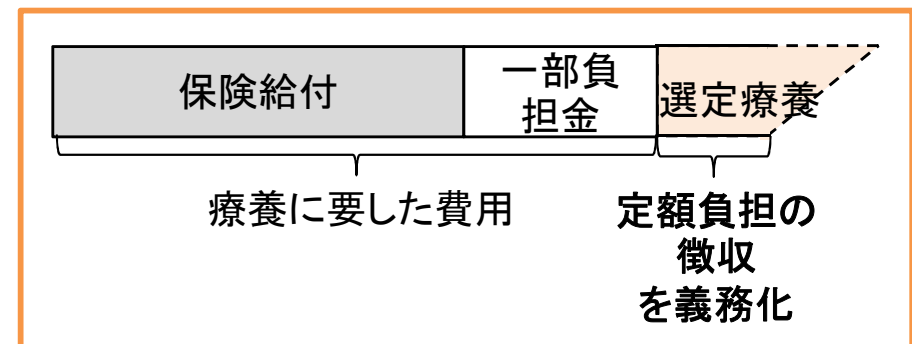 保険給付
一部負
担金
選定療養
療養に要した費用
定額負担の
徴収
を義務化